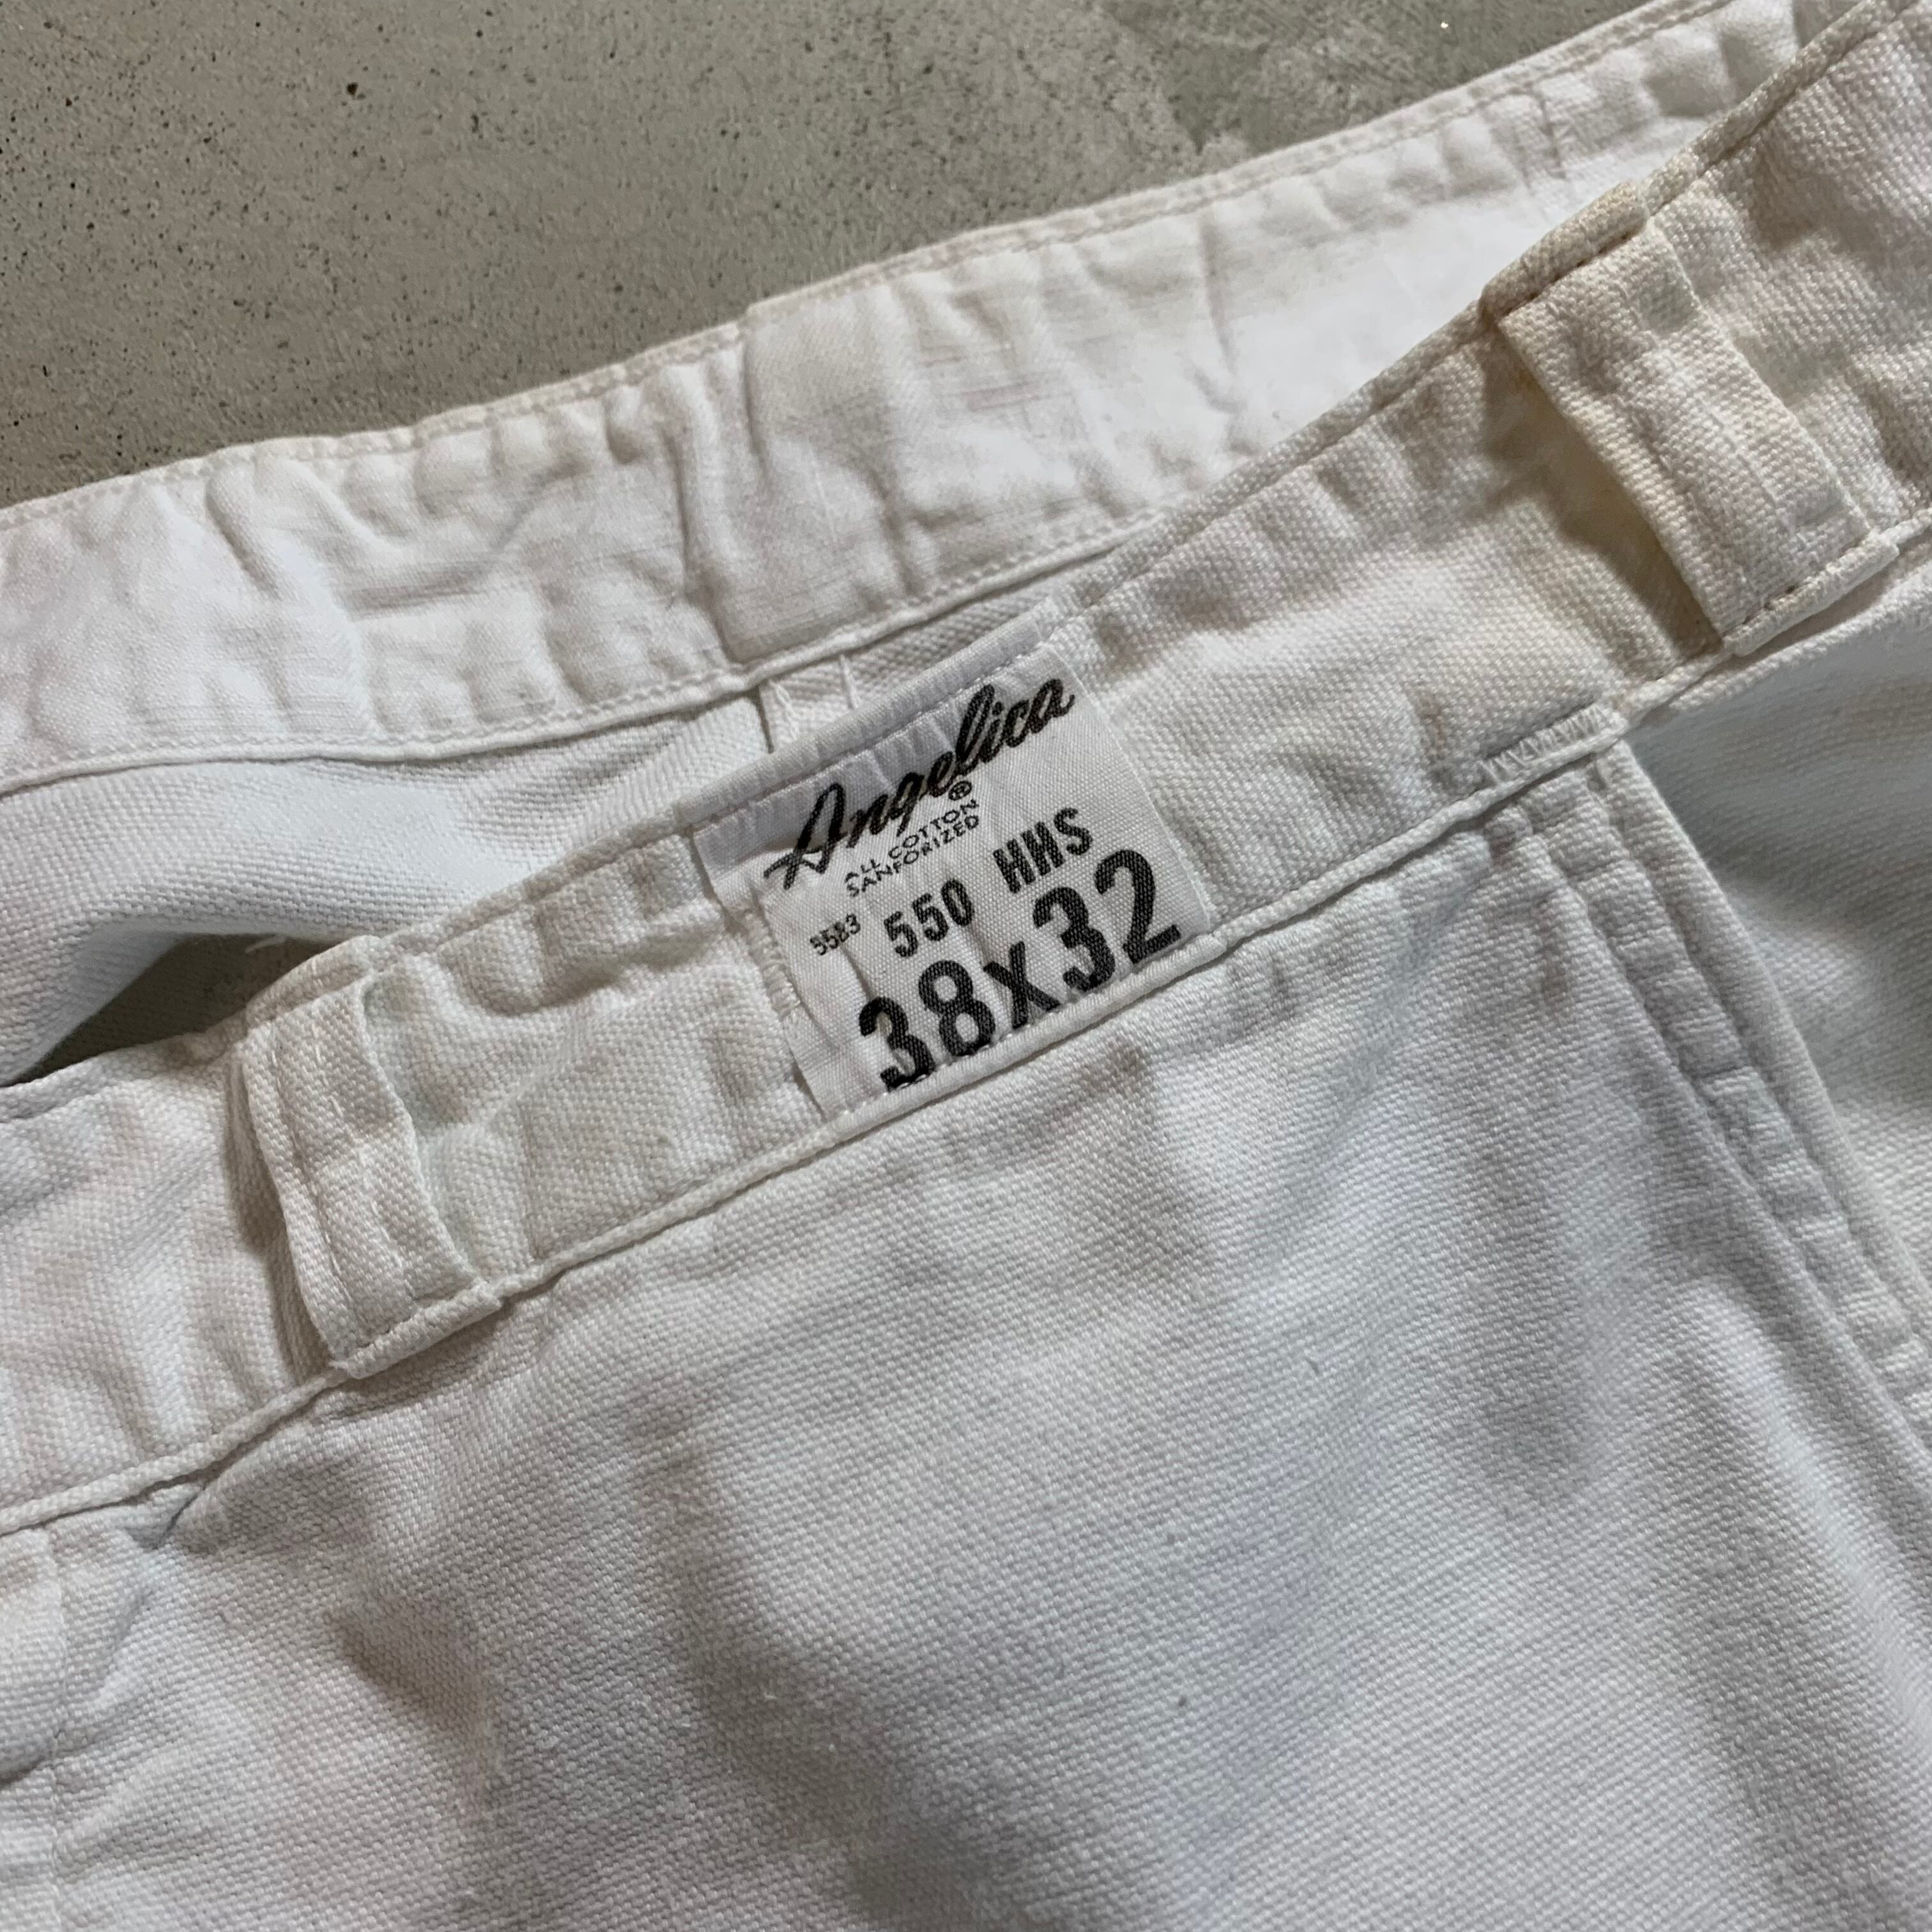 Angelica ®
ALL COTTON
SANFORIZED
5583 550 HHS
38x32